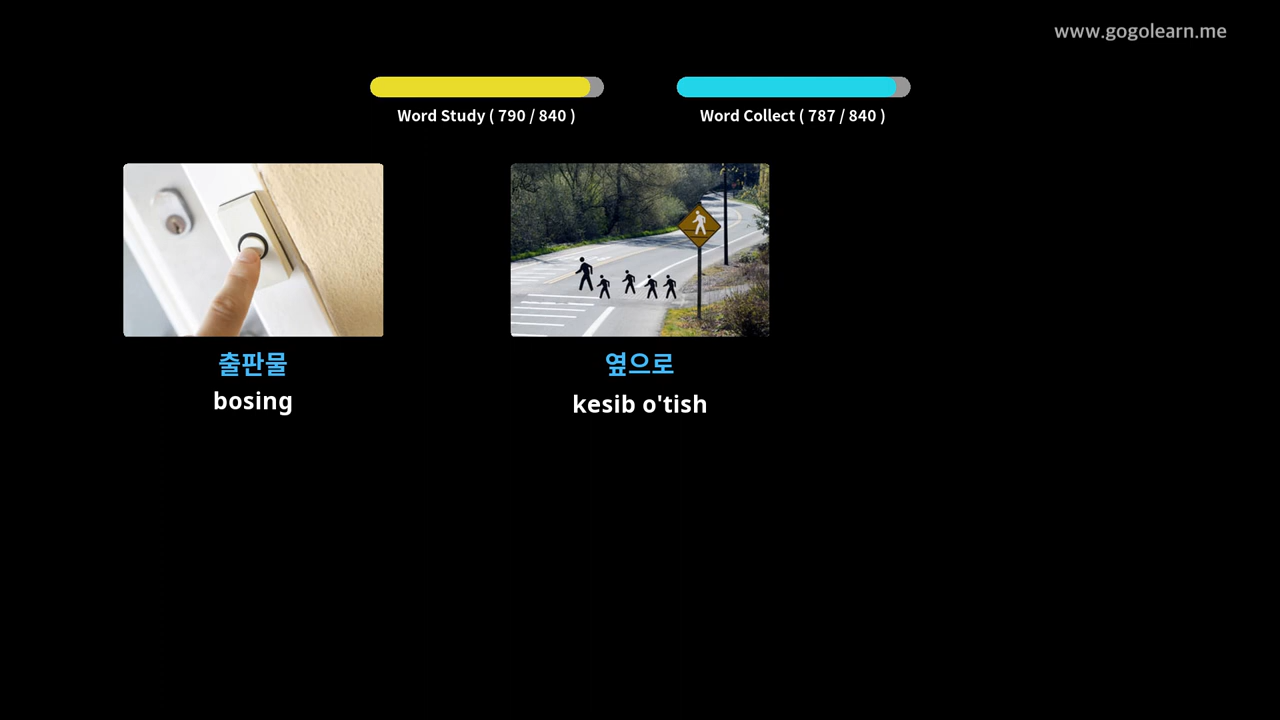 www.gogolearn.me
Word Study ( 790 / 840 )
Word Collect ( 787 / 840 )
출판물
bosing
옆으로
kesib o'tish